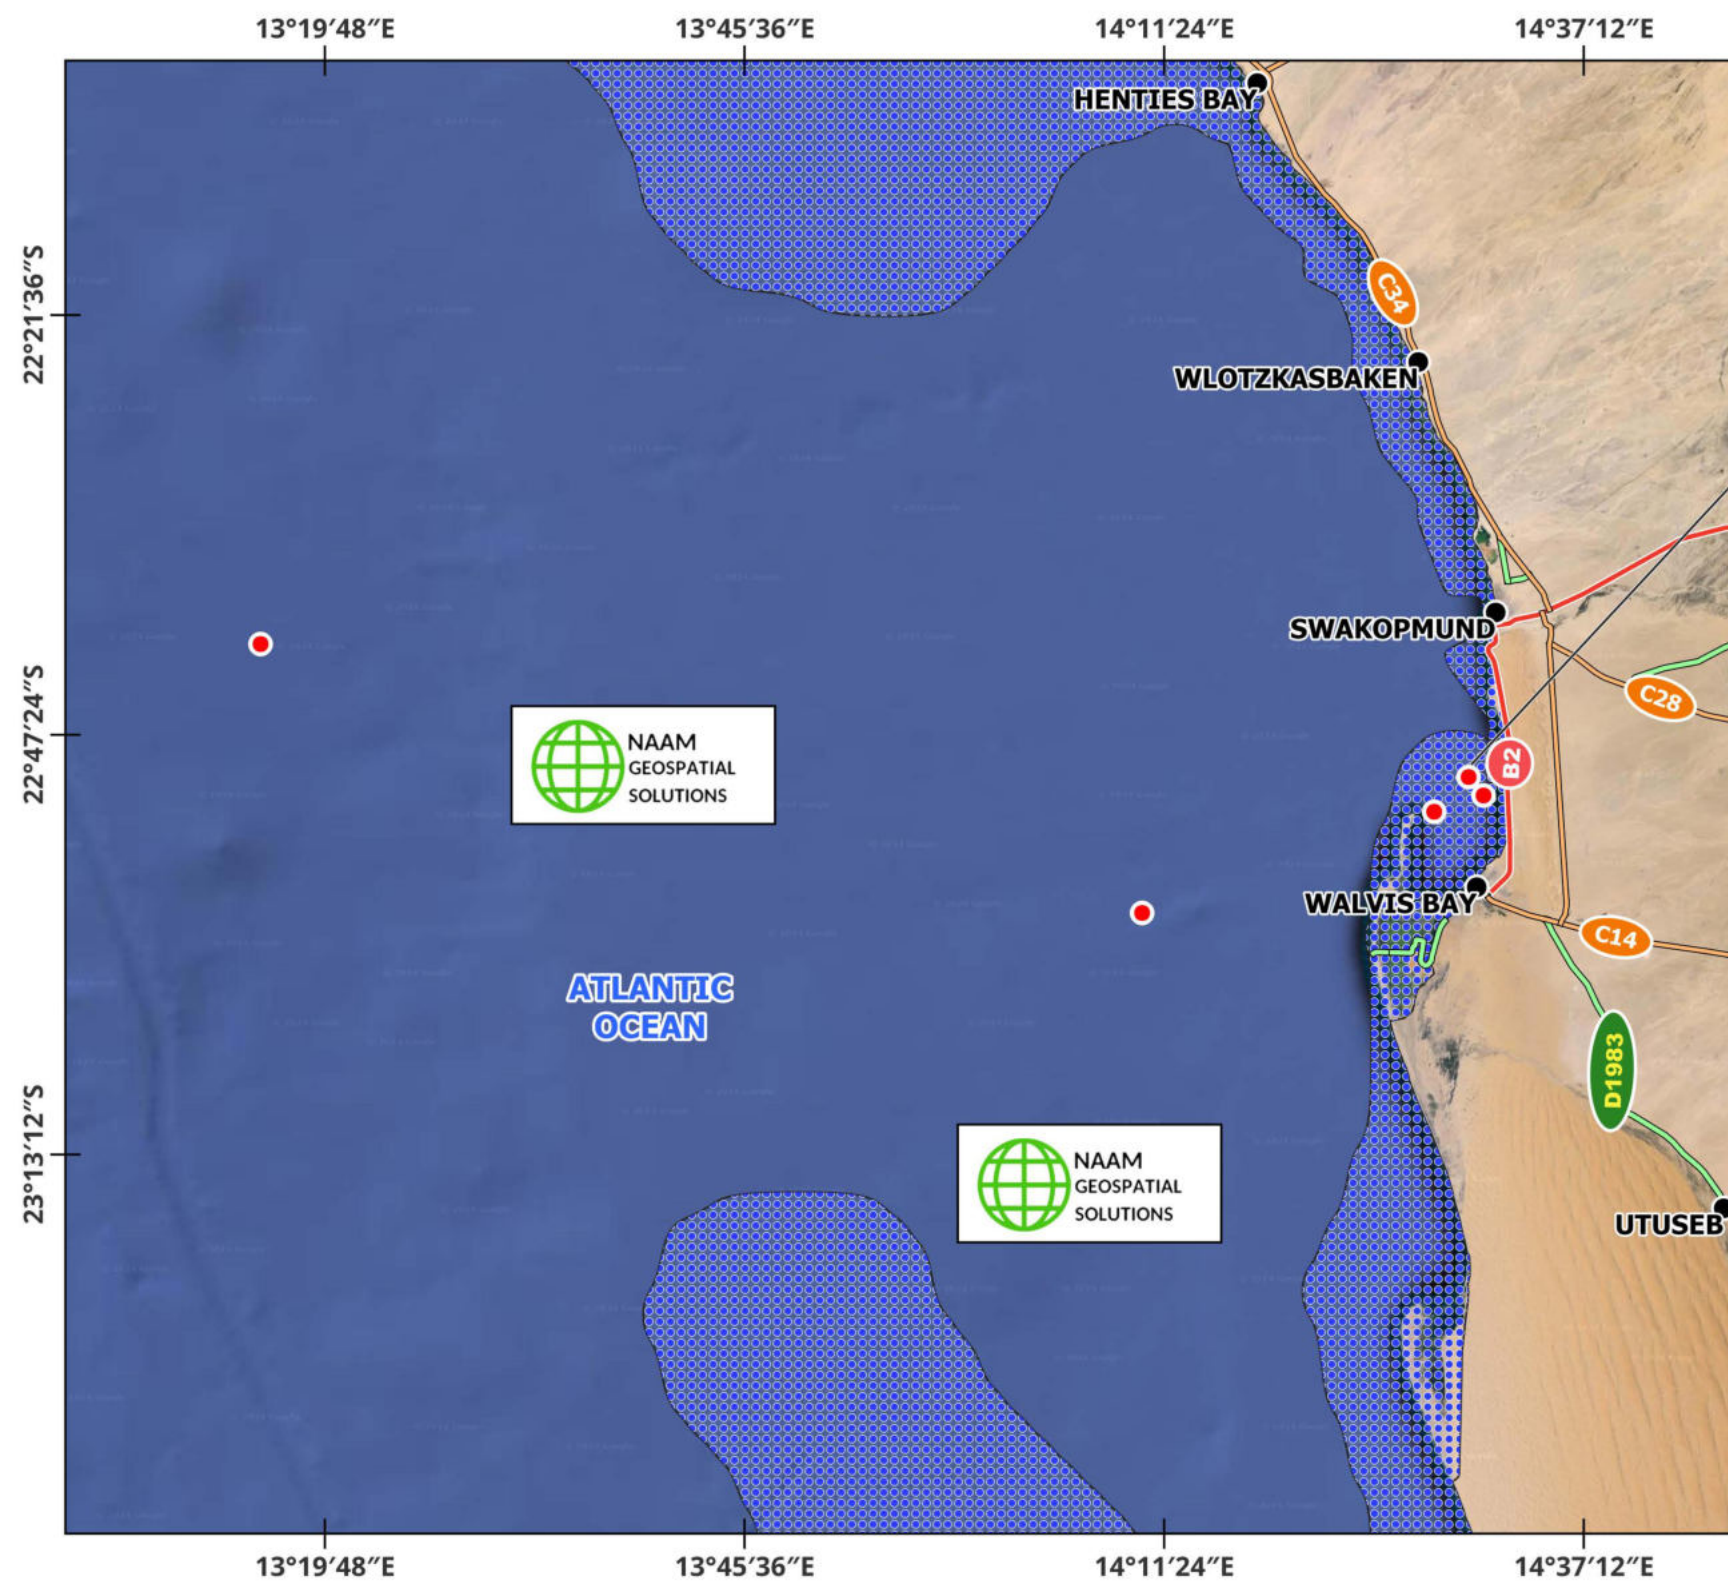 13°19′48″E
13°45′36″E
14°11′24″E
14°37′12″E
HENTIES BAY
22°21′36″S
C34
WLOTZKASBAKEN
SWAKOPMUND
C28
22°47′24″S
NAAM
GEOSPATIAL
SOLUTIONS
B2
WALVIS BAY
C14
ATLANTIC
OCEAN
D1983
23°13′12″S
NAAM
GEOSPATIAL
SOLUTIONS
UTUSEB
13°19′48″E
13°45′36″E
14°11′24″E
14°37′12″E